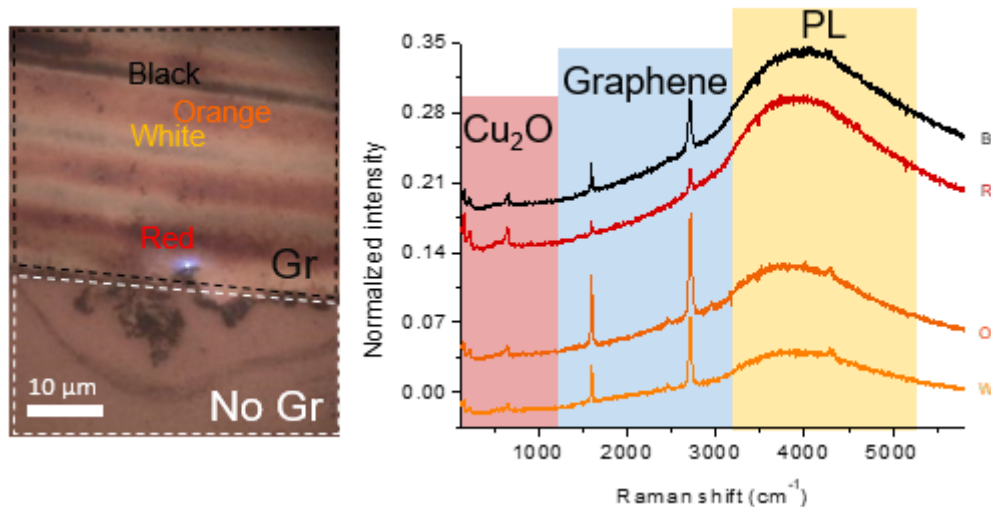 Black
Orange
White
Red
Gr
10 µm
No Gr
Normalized intensity
0.35
0.28
0.21
0.14
0.07
0.00
Cu₂O
Graphene
PL
B
R
O
W
1000 2000 3000 4000 5000
Raman shift (cm⁻¹)